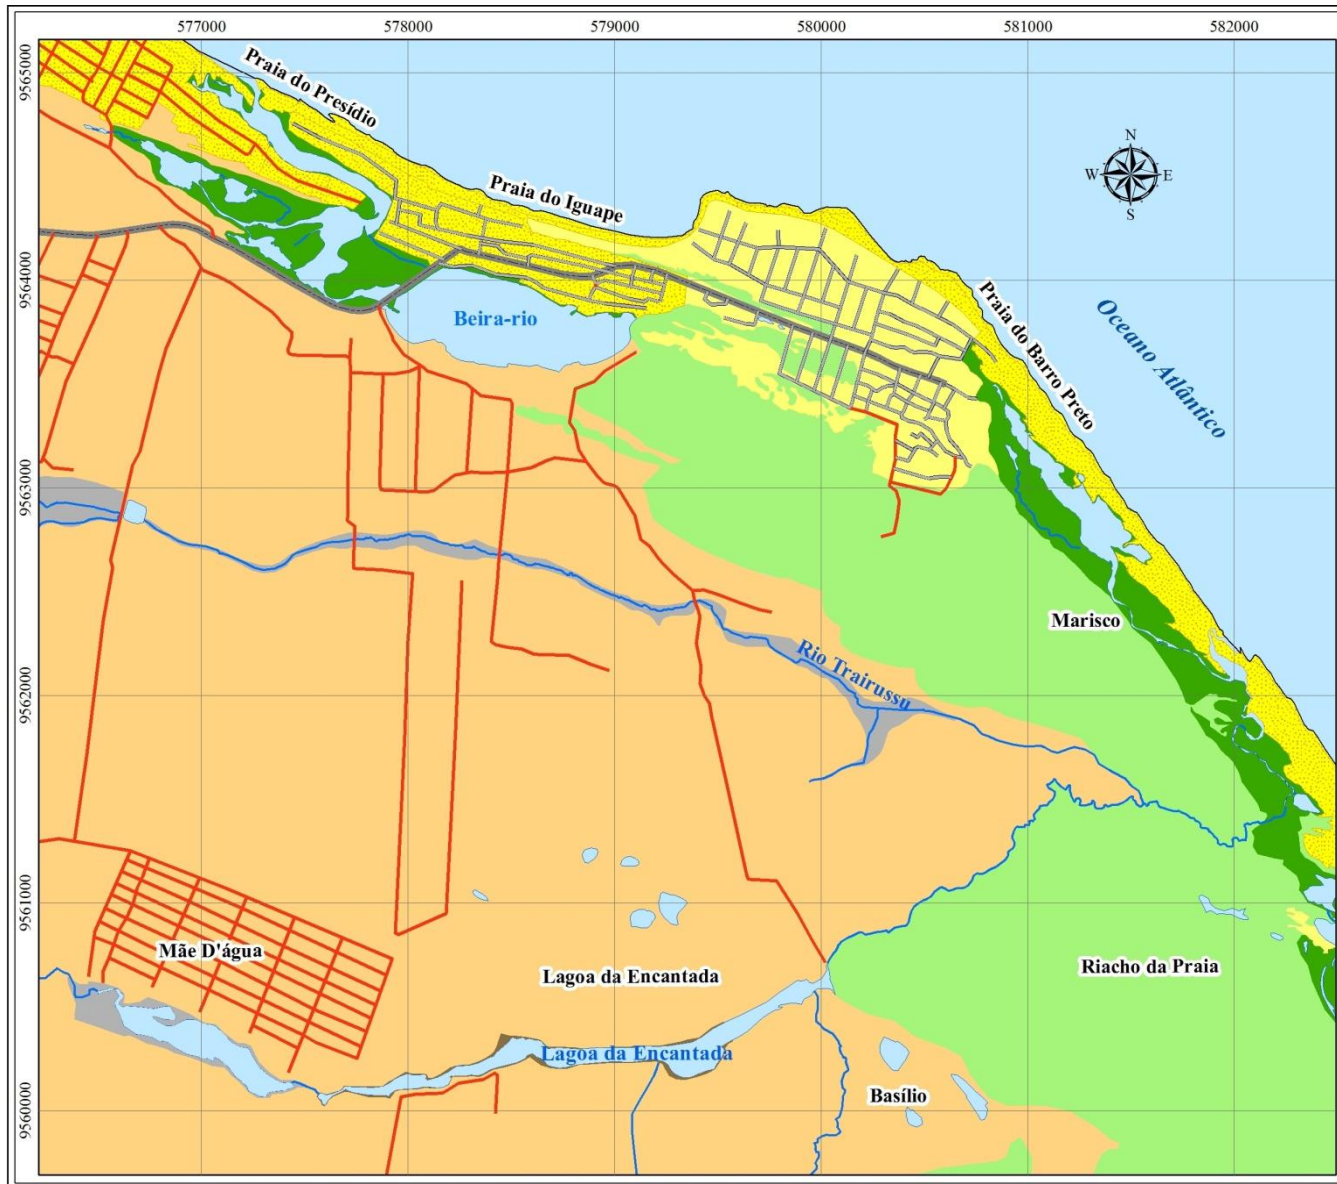 577000 578000 579000 580000 581000 582000
9565000
Praia do Presídio
N
W E
S
Praia do Iguape
9564000
Praia do Barro Preto
Oceano Atlântico
Beira-rio
9563000
Marisco
Rio Trairussu
9562000
9561000
Mãe D'água
Lagoa da Encantada
Riacho da Praia
Lagoa da Encantada
Basílio
9560000